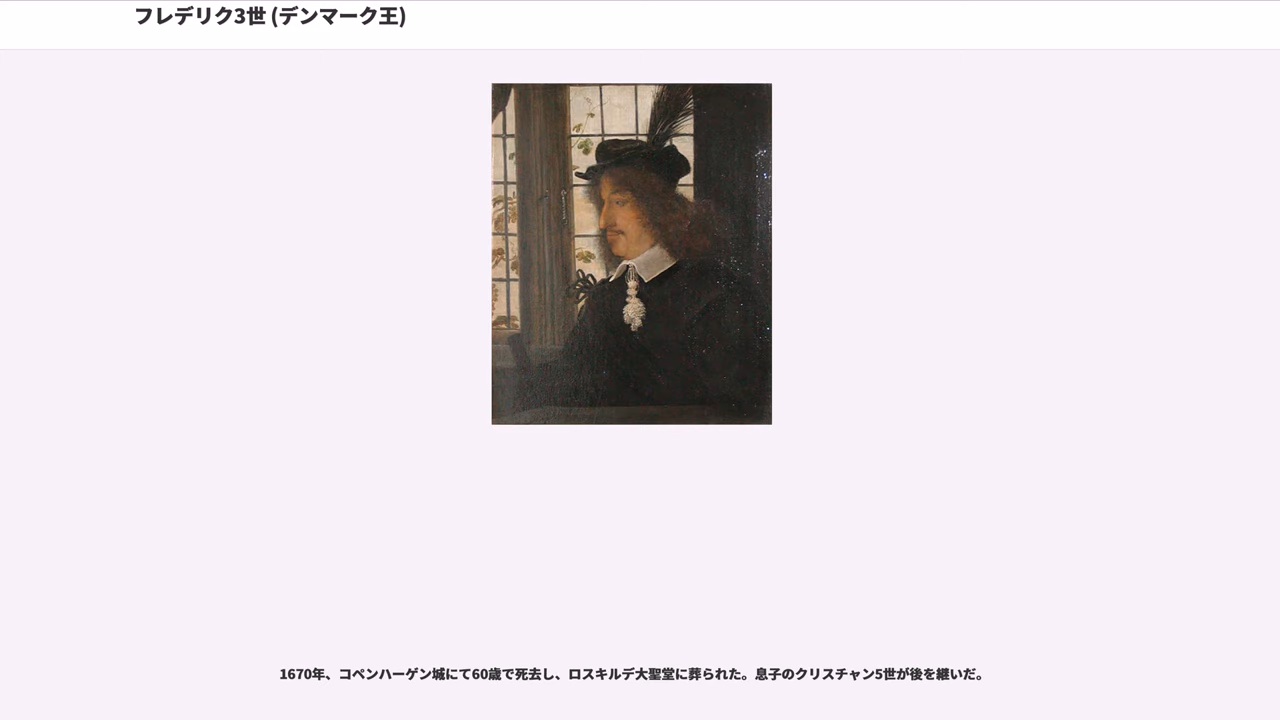 フレデリク3世 (デンマーク王)
1670年、コペンハーゲン城にて60歳で死去し、ロスキルデ大聖堂に葬られた。息子のクリスチャン5世が後を継いだ。